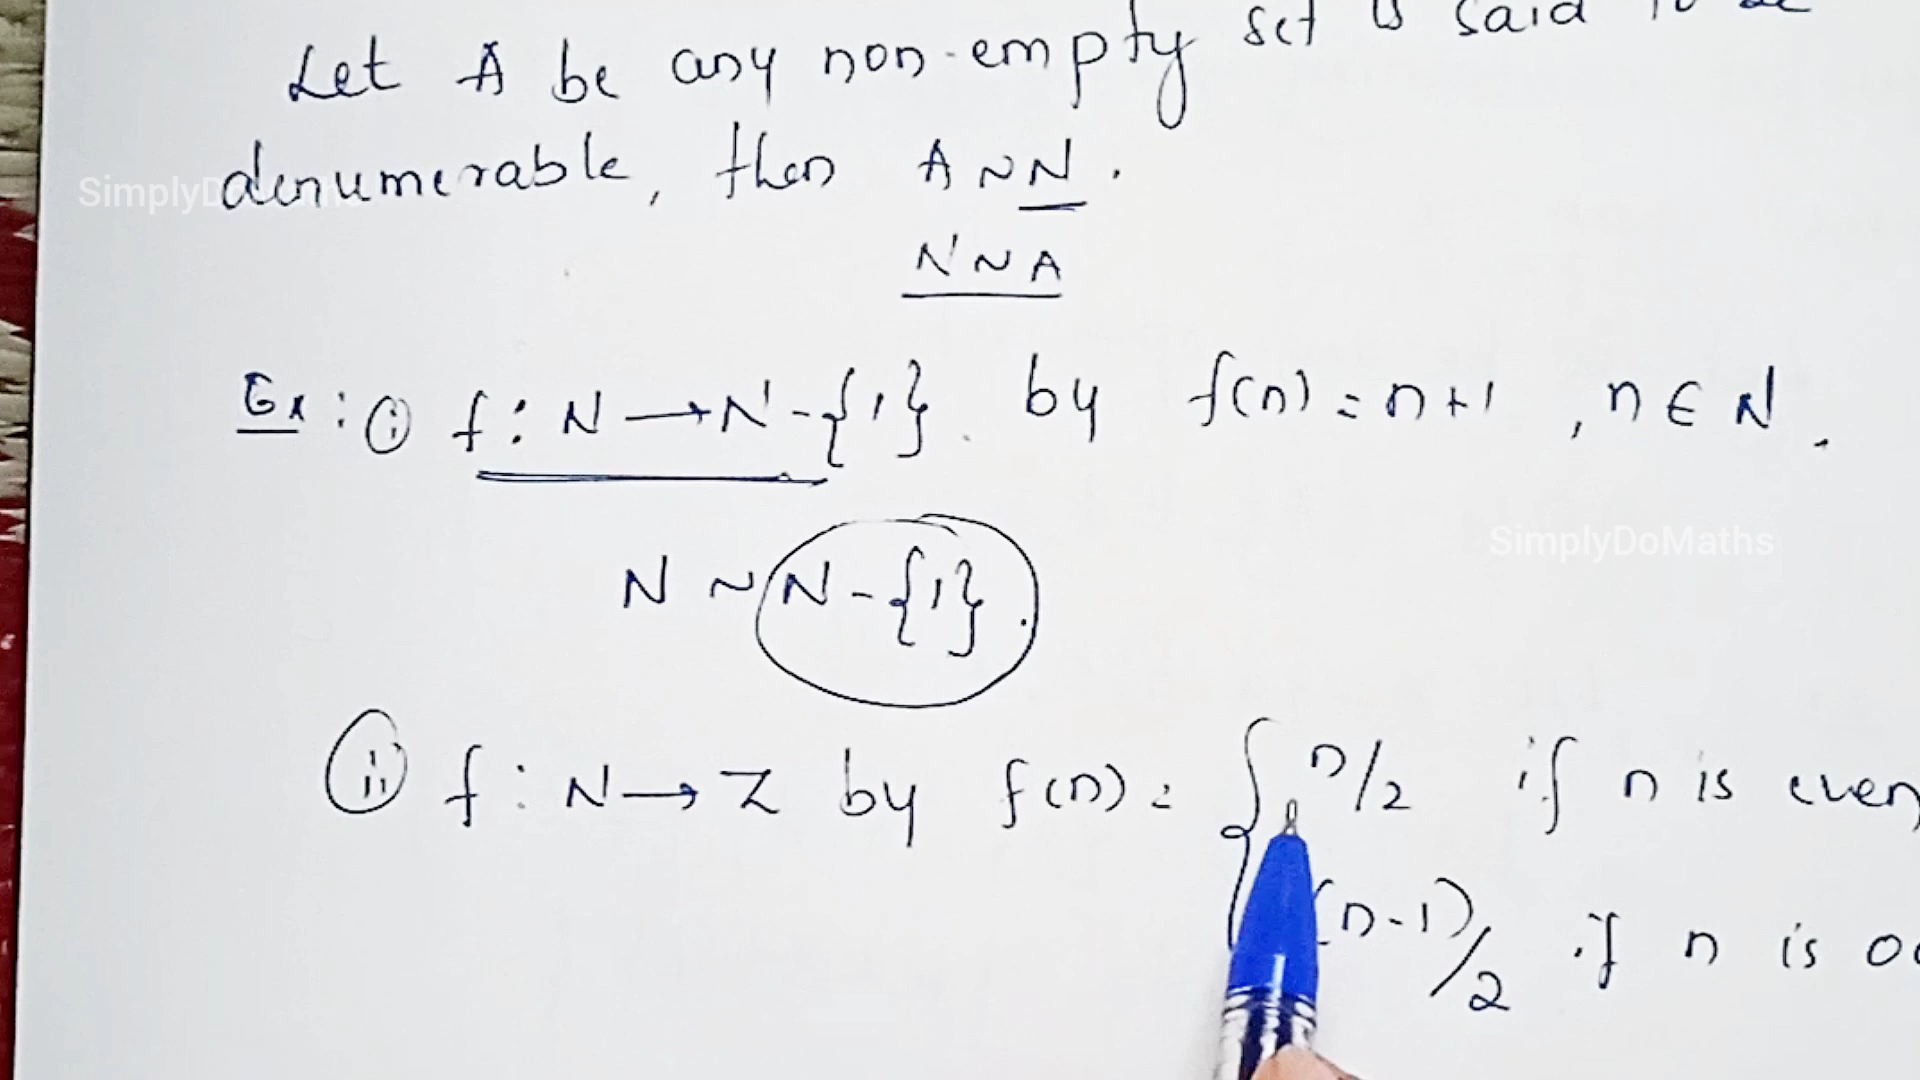 Let A be any non-empty set is said to be
denumerable, then A ~ N.
N ~ A
Ex: (i) f: N → N - {1} by f(n) = n+1, n ∈ N.
N ~ N - {1}.
(ii) f: N → Z by f(n) = { n/2 if n is even
(n-1)/2 if n is
SimplyDoMaths
SimplyDoMaths